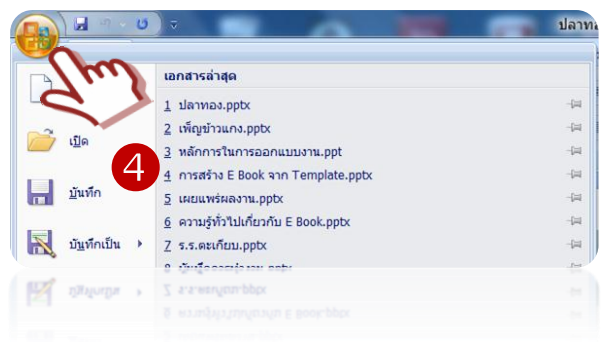 ปลาทอ
เอกสารล่าสุด
1 ปลาทอง.pptx
2 เพ็ญข้าวแกง.pptx
เปิด
3 หลักการในการออกแบบงาน.ppt
4
4 การสร้าง E Book จาก Template.pptx
บันทึก
5 เผยแพร่ผลงาน.pptx
6 ความรู้ทั่วไปเกี่ยวกับ E Book.pptx
บันทึกเป็น
7 ร.ร.ตะเกียบ.pptx